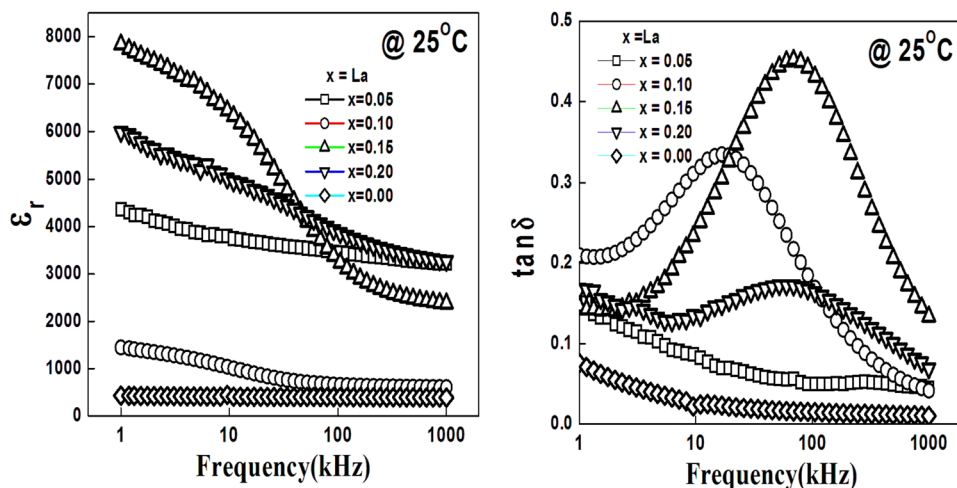 @ 25°C
x = La
x=0.05
x=0.10
x=0.15
x=0.20
x=0.00
8000
7000
6000
5000
4000
3000
2000
1000
0
εr
1
10
100
1000
Frequency(kHz)
@ 25°C
x =La
x = 0.05
x = 0.10
x = 0.15
x = 0.20
x = 0.00
0.5
0.4
0.3
0.2
0.1
0.0
tanδ
1
10
100
1000
Frequency(kHz)